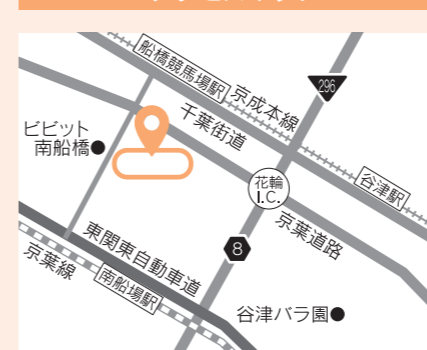 船橋競馬場駅
京成本線
296
千葉街道
ビビット
南船橋
谷津駅
花輪
I.C.
京葉道路
8
東関東自動車道
京葉線
南船場駅
谷津バラ園